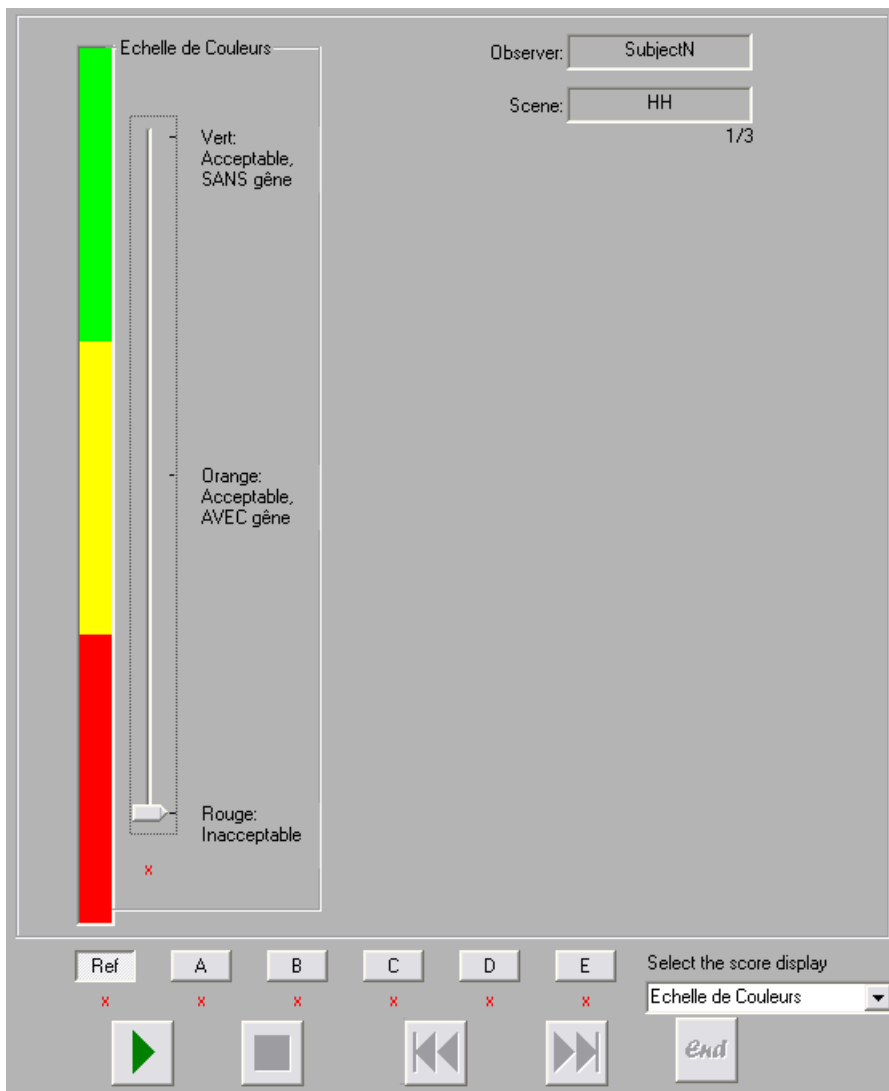 Echelle de Couleurs
Observer: SubjectN
Scene: HH
1/3
Vert:
Acceptable,
SANS gêne
Orange:
Acceptable,
AVEC gêne
Rouge:
Inacceptable
x
Ref A B C D E
x x x x x x
Select the score display
Echelle de Couleurs
end